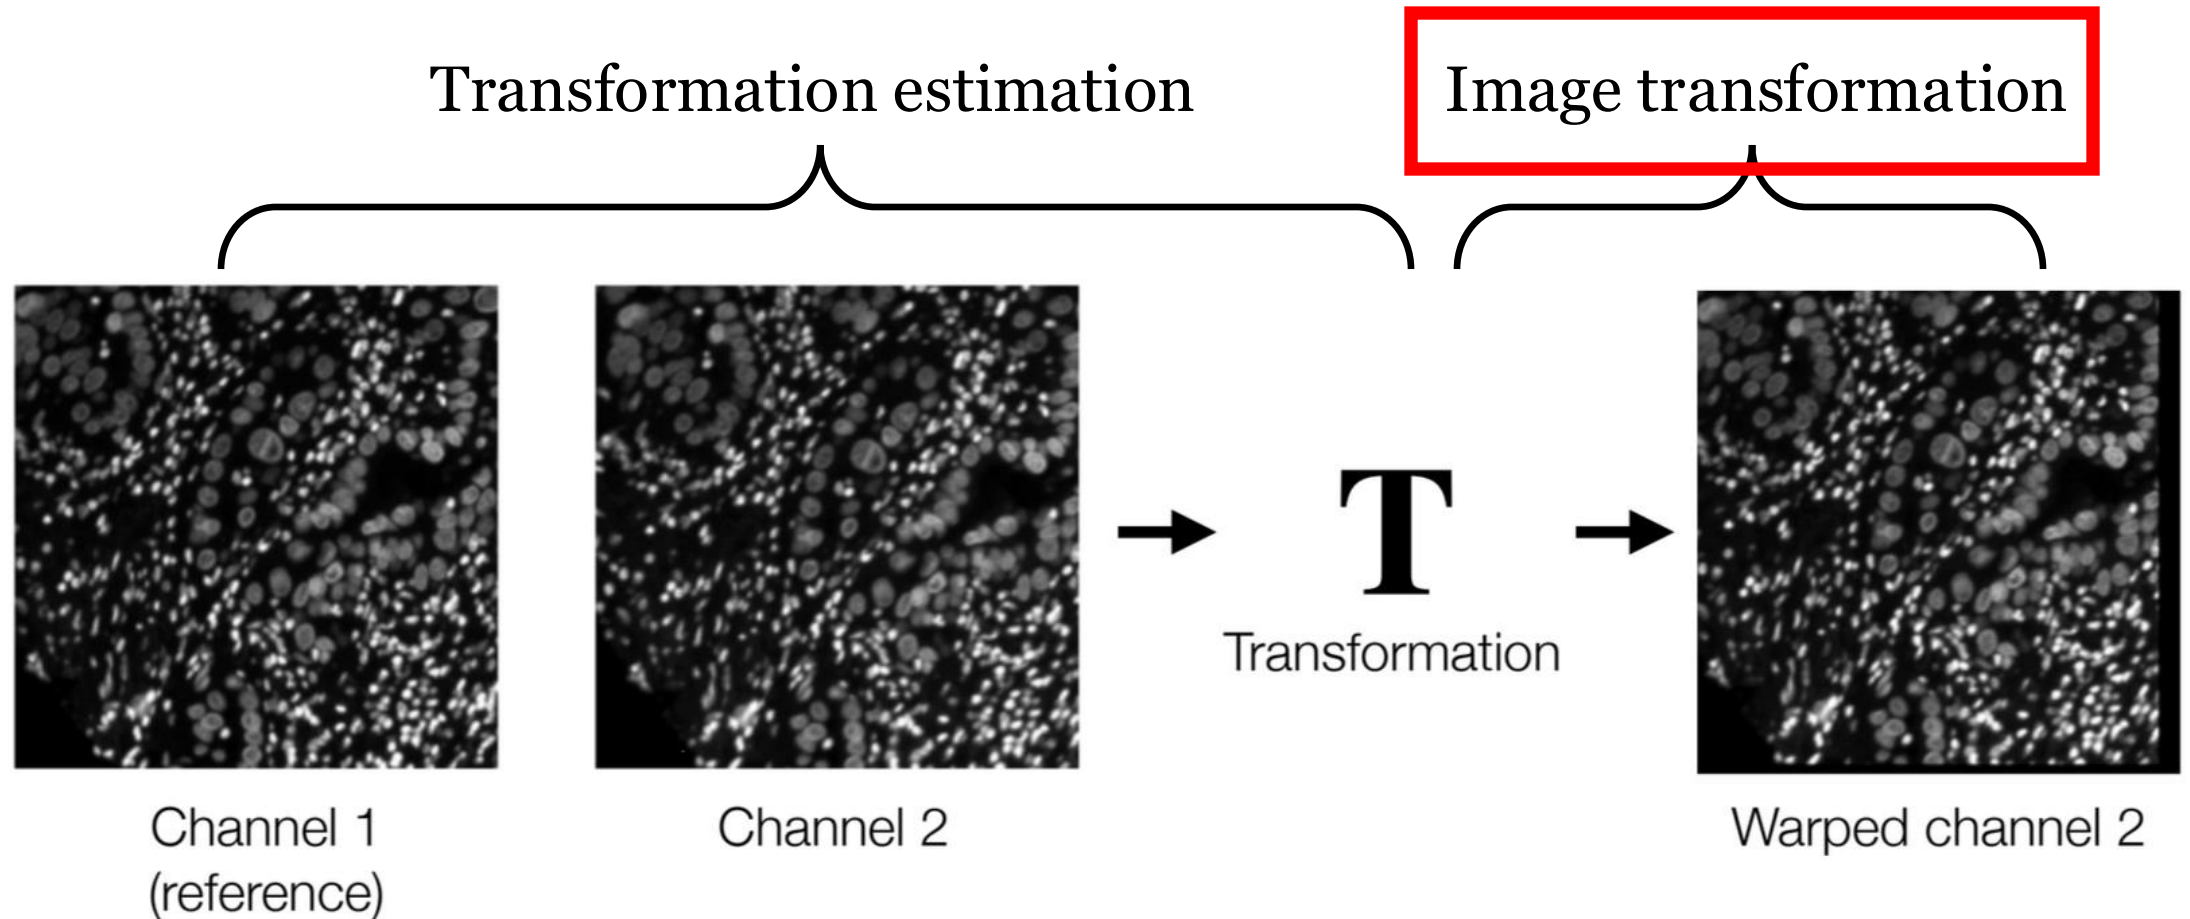 Transformation estimation
Image transformation
T
Transformation
Channel 1
(reference)
Channel 2
Warped channel 2